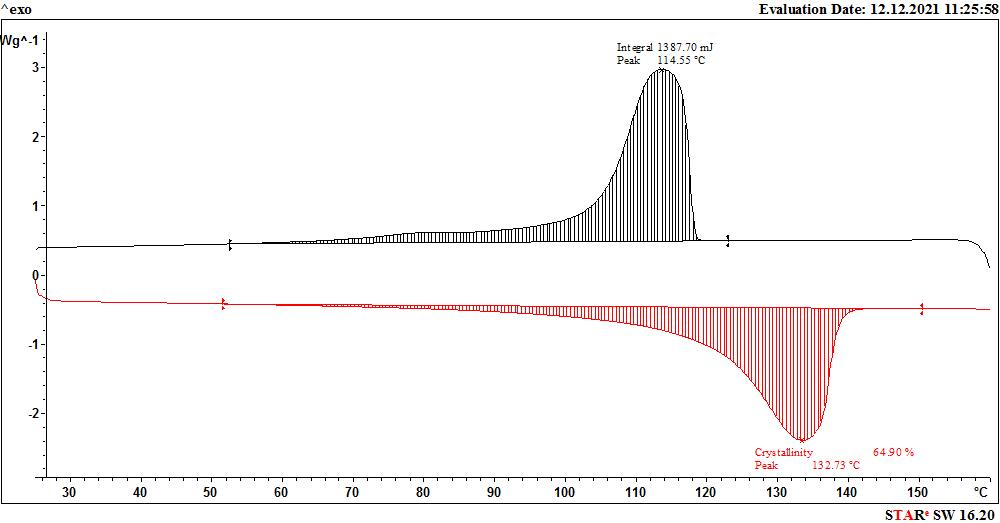 ^exo Evaluation Date: 12.12.2021 11:25:58
Wg^-1
Integral 1387.70 mJ
Peak 114.55 °C
3
2
1
0
-1
-2
Crystallinity 64.90 %
Peak 132.73 °C
30 40 50 60 70 80 90 100 110 120 130 140 150 °C
STARe SW 16.20